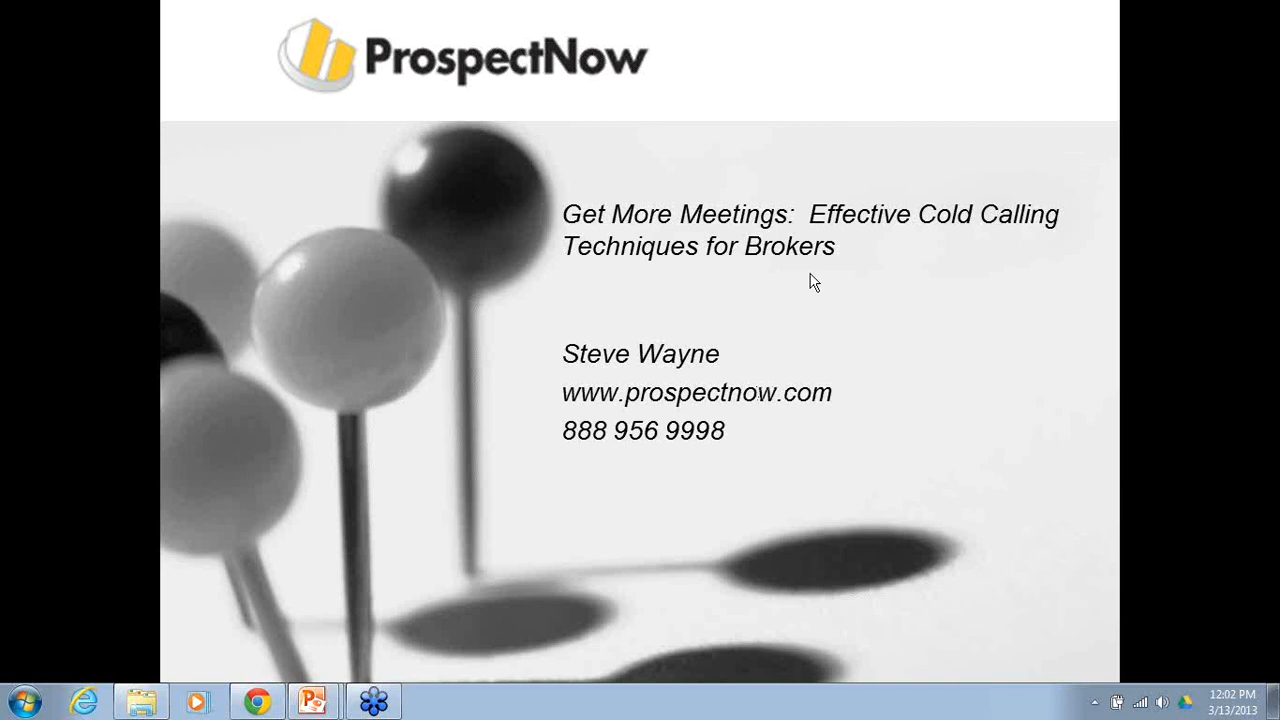 ProspectNow
Get More Meetings:  Effective Cold Calling
Techniques for Brokers
Steve Wayne
www.prospectnow.com
888 956 9998
12:02 PM
3/13/2013